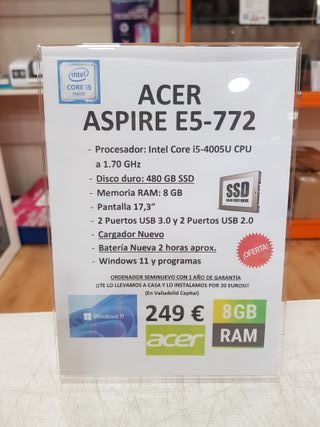 intel
CORE i5
inside
ACER
ASPIRE E5-772
- Procesador: Intel Core i5-4005U CPU
a 1.70 GHz
- Disco duro: 480 GB SSD
- Memoria RAM: 8 GB
- Pantalla 17,3”
- 2 Puertos USB 3.0 y 2 Puertos USB 2.0
- Cargador Nuevo
- Batería Nueva 2 horas aprox.
- Windows 11 y programas
SSD
SOLID STATE DRIVE
¡OFERTA!
ORDENADOR SEMINUEVO CON 1 AÑO DE GARANTÍA
¡¡TE LO LLEVAMOS A CASA Y LO INSTALAMOS POR 20 EUROS!!
(En Valladolid Capital)
Windows 11
249 €
acer
8GB
RAM